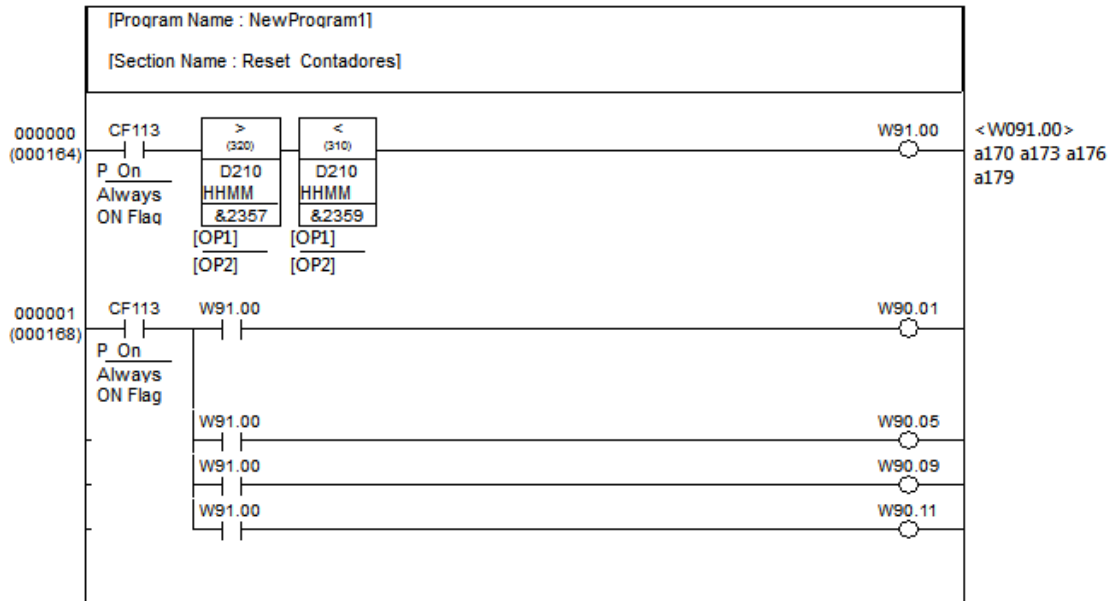 [Program Name : NewProgram1]
[Section Name : Reset Contadores]
000000
(000164)
CF113
P_On
Always
ON Flag
>
(320)
D210
HHMM
&2357
[OP1]
[OP2]
<
(310)
D210
HHMM
&2359
[OP1]
[OP2]
W91.00
<W091.00>
a170 a173 a176
a179
000001
(000168)
CF113
P_On
Always
ON Flag
W91.00
W90.01
W91.00
W90.05
W91.00
W90.09
W91.00
W90.11